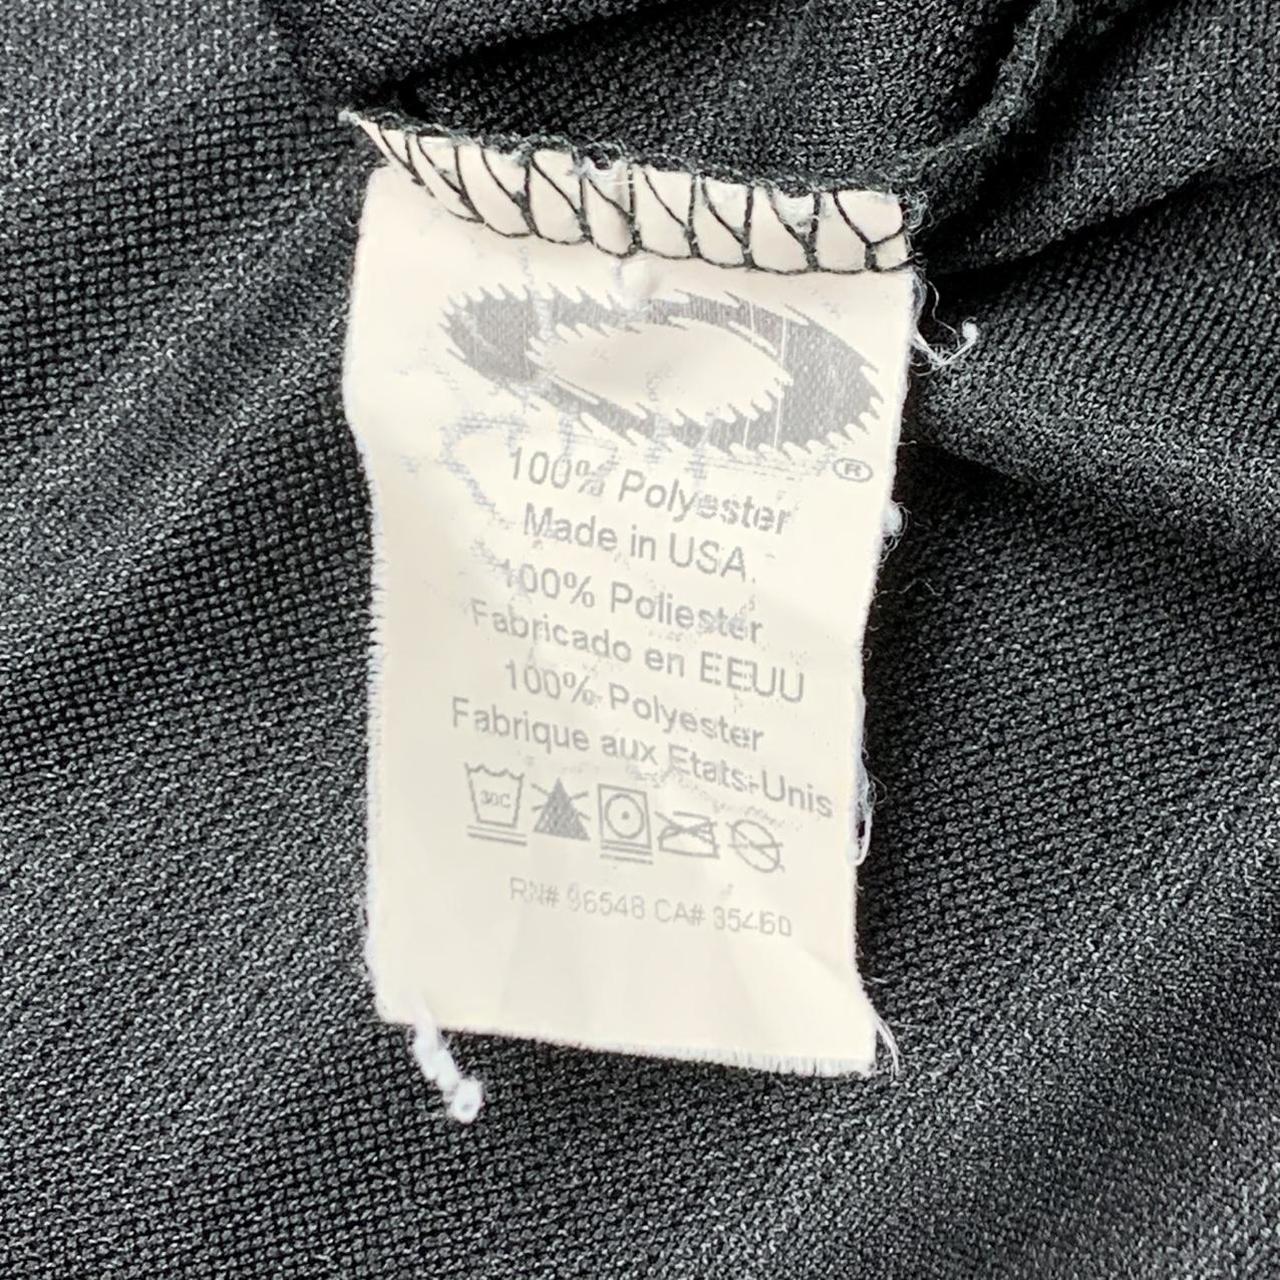 ®
100% Polyester
Made in USA.
100% Poliester
Fabricado en EEUU
100% Polyester
Fabrique aux Etats-Unis
30C
RN# 96548 CA# 35460